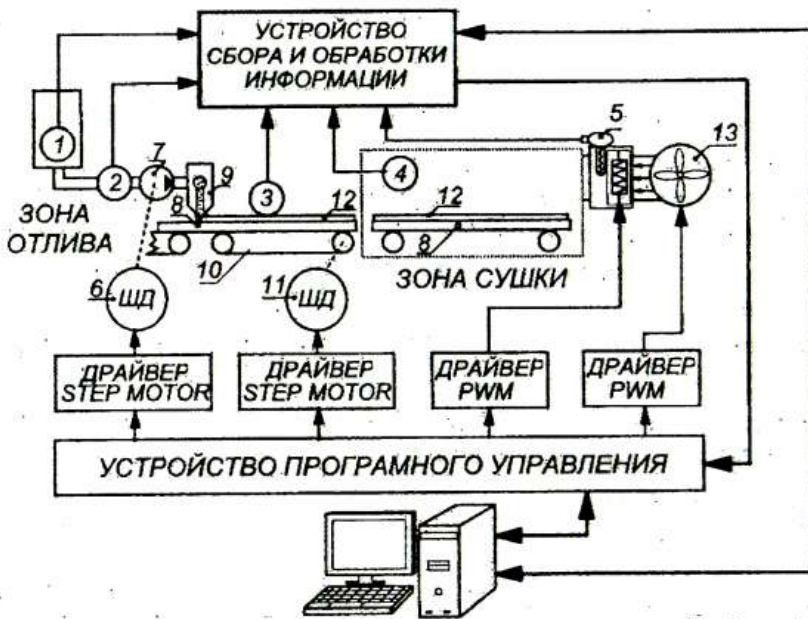 УСТРОЙСТВО
СБОРА И ОБРАБОТКИ
ИНФОРМАЦИИ
5
13
1
7
2
9
3
4
8
12
12
8
ЗОНА
ОТЛИВА
10
ЗОНА СУШКИ
6
ШД
11
ШД
ДРАЙВЕР
STEP MOTOR
ДРАЙВЕР
STEP MOTOR
ДРАЙВЕР
PWM
ДРАЙВЕР
PWM
УСТРОЙСТВО ПРОГРАМНОГО УПРАВЛЕНИЯ